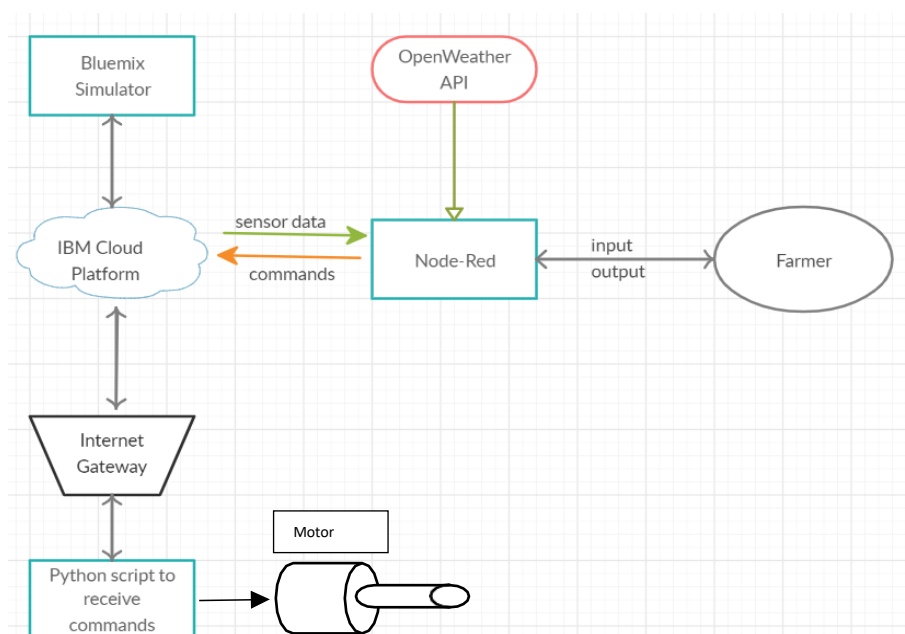 Bluemix
Simulator
OpenWeather
API
IBM Cloud
Platform
sensor data
commands
Node-Red
input
output
Farmer
Internet
Gateway
Motor
Python script to
receive
commands